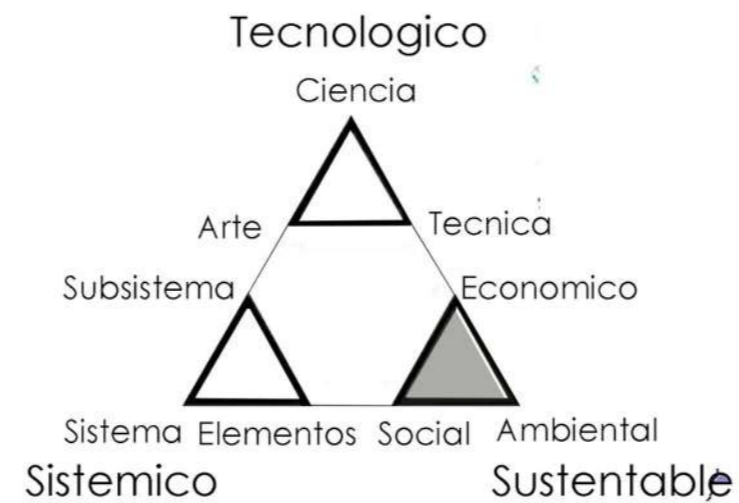 Tecnologico
Ciencia
Arte
Tecnica
Subsistema
Economico
Sistema Elementos Social Ambiental
Sistemico
Sustentable